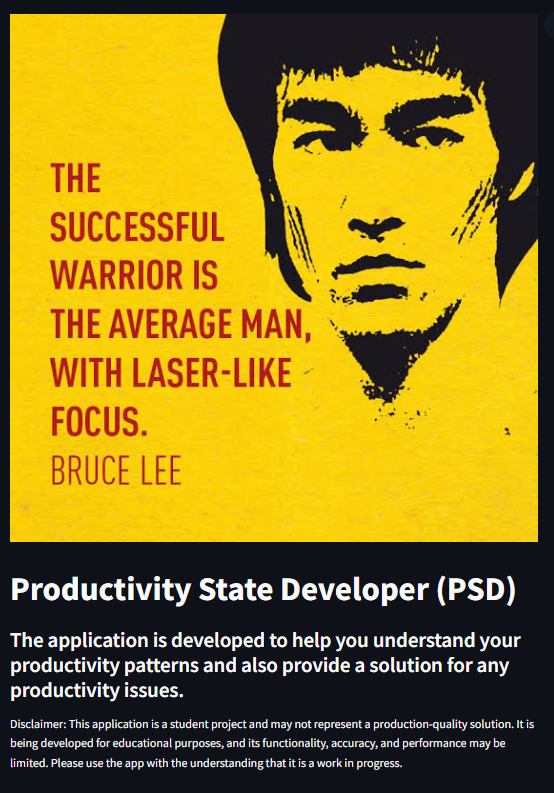 THE
SUCCESSFUL
WARRIOR IS
THE AVERAGE MAN,
WITH LASER-LIKE
FOCUS.
BRUCE LEE
Productivity State Developer (PSD)
The application is developed to help you understand your
productivity patterns and also provide a solution for any
productivity issues.
Disclaimer: This application is a student project and may not represent a production-quality solution. It is
being developed for educational purposes, and its functionality, accuracy, and performance may be
limited. Please use the app with the understanding that it is a work in progress.